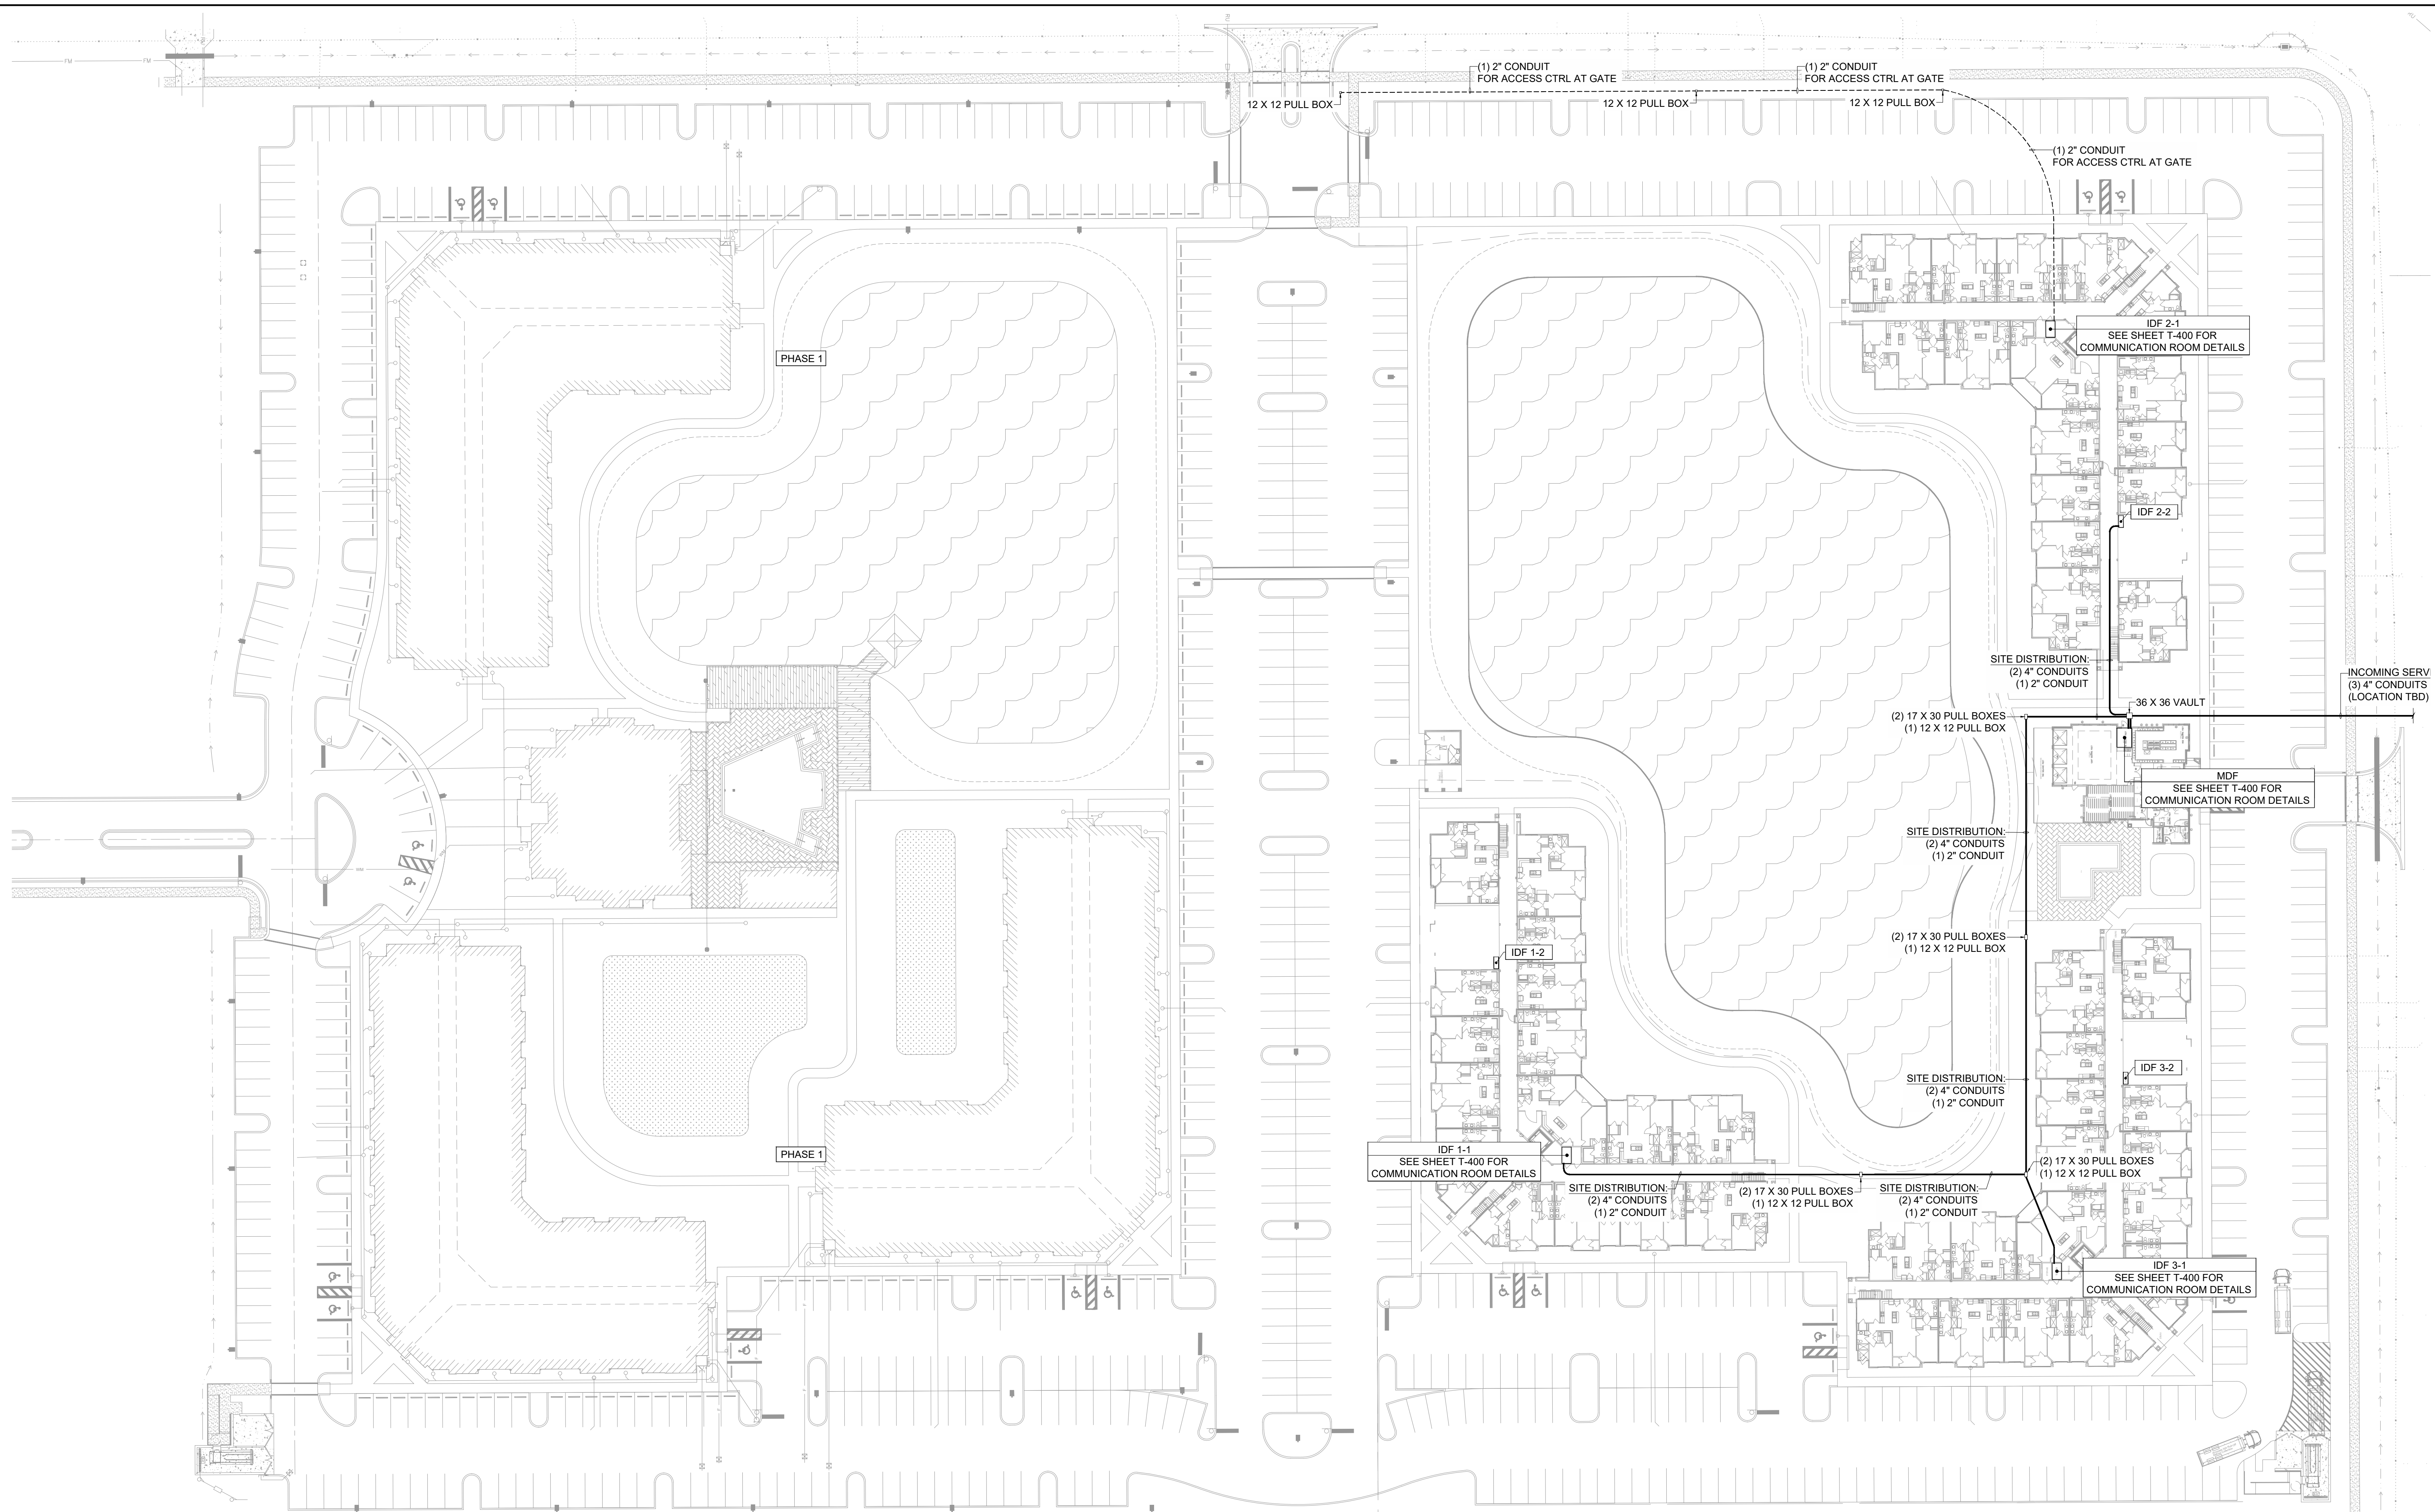 (1) 2" CONDUIT
FOR ACCESS CTRL AT GATE
(1) 2" CONDUIT
FOR ACCESS CTRL AT GATE
12 X 12 PULL BOX
12 X 12 PULL BOX
12 X 12 PULL BOX
(1) 2" CONDUIT
FOR ACCESS CTRL AT GATE
IDF 2-1
SEE SHEET T-400 FOR
COMMUNICATION ROOM DETAILS
PHASE 1
IDF 2-2
SITE DISTRIBUTION:
(2) 4" CONDUITS
(1) 2" CONDUIT
INCOMING SERV
(3) 4" CONDUITS
(LOCATION TBD)
36 X 36 VAULT
(2) 17 X 30 PULL BOXES
(1) 12 X 12 PULL BOX
MDF
SEE SHEET T-400 FOR
COMMUNICATION ROOM DETAILS
SITE DISTRIBUTION:
(2) 4" CONDUITS
(1) 2" CONDUIT
(2) 17 X 30 PULL BOXES
(1) 12 X 12 PULL BOX
IDF 1-2
IDF 3-2
SITE DISTRIBUTION:
(2) 4" CONDUITS
(1) 2" CONDUIT
PHASE 1
IDF 1-1
SEE SHEET T-400 FOR
COMMUNICATION ROOM DETAILS
(2) 17 X 30 PULL BOXES
(1) 12 X 12 PULL BOX
SITE DISTRIBUTION:
(2) 4" CONDUITS
(1) 2" CONDUIT
(2) 17 X 30 PULL BOXES
(1) 12 X 12 PULL BOX
SITE DISTRIBUTION:
(2) 4" CONDUITS
(1) 2" CONDUIT
IDF 3-1
SEE SHEET T-400 FOR
COMMUNICATION ROOM DETAILS